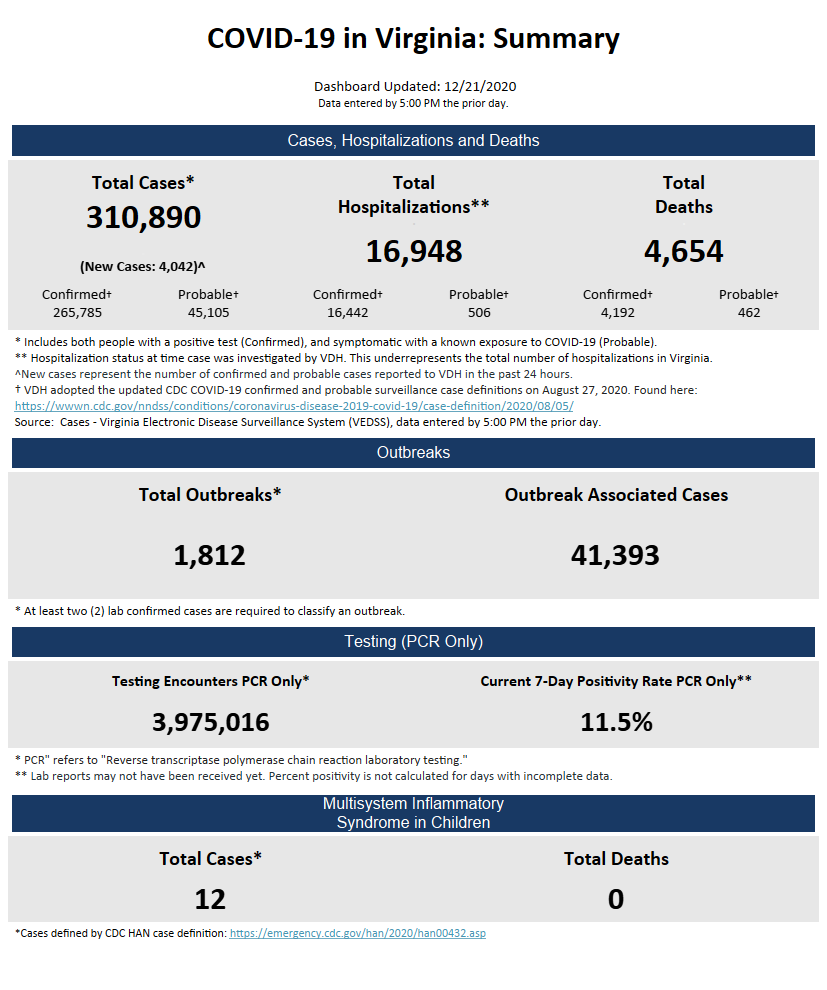 COVID-19 in Virginia: Summary
Dashboard Updated: 12/21/2020
Data entered by 5:00 PM the prior day.
Cases, Hospitalizations and Deaths
Total Cases*
310,890
(New Cases: 4,042)^
Confirmed† Probable†
265,785 45,105
Total
Hospitalizations**
16,948
Confirmed† Probable†
16,442 506
Total
Deaths
4,654
Confirmed† Probable†
4,192 462
* Includes both people with a positive test (Confirmed), and symptomatic with a known exposure to COVID-19 (Probable).
** Hospitalization status at time case was investigated by VDH. This underrepresents the total number of hospitalizations in Virginia.
^New cases represent the number of confirmed and probable cases reported to VDH in the past 24 hours.
† VDH adopted the updated CDC COVID-19 confirmed and probable surveillance case definitions on August 27, 2020. Found here:
https://wwwn.cdc.gov/nndss/conditions/coronavirus-disease-2019-covid-19/case-definition/2020/08/05/
Source: Cases - Virginia Electronic Disease Surveillance System (VEDSS), data entered by 5:00 PM the prior day.
Outbreaks
Total Outbreaks*
1,812
Outbreak Associated Cases
41,393
* At least two (2) lab confirmed cases are required to classify an outbreak.
Testing (PCR Only)
Testing Encounters PCR Only*
3,975,016
Current 7-Day Positivity Rate PCR Only**
11.5%
* PCR" refers to "Reverse transcriptase polymerase chain reaction laboratory testing."
** Lab reports may not have been received yet. Percent positivity is not calculated for days with incomplete data.
Multisystem Inflammatory
Syndrome in Children
Total Cases*
12
Total Deaths
0
*Cases defined by CDC HAN case definition: https://emergency.cdc.gov/han/2020/han00432.asp